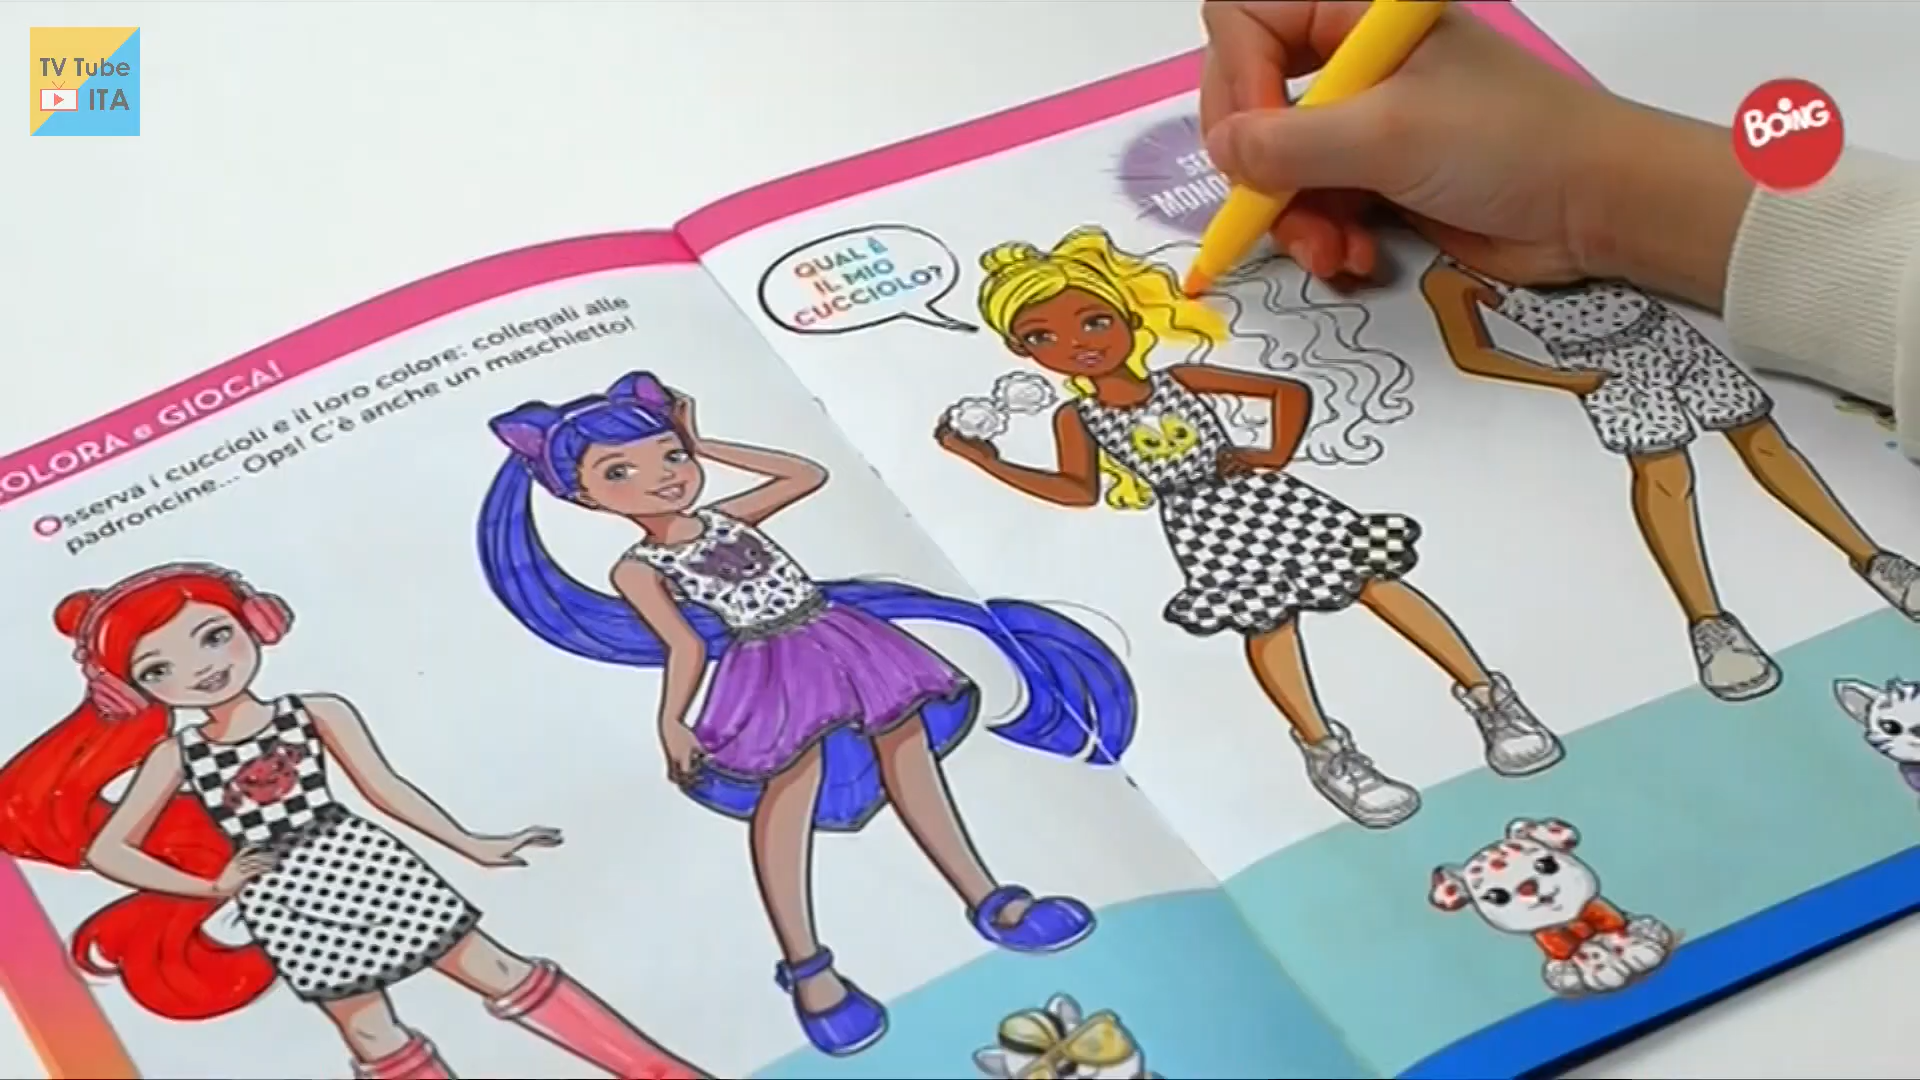 TV Tube
ITA
BOING
COLORA e GIOCA!
Osserva i cuccioli e il loro colore: collegali alle
padroncine... Ops! C'è anche un maschietto!
QUAL È
IL MIO
CUCCIOLO?